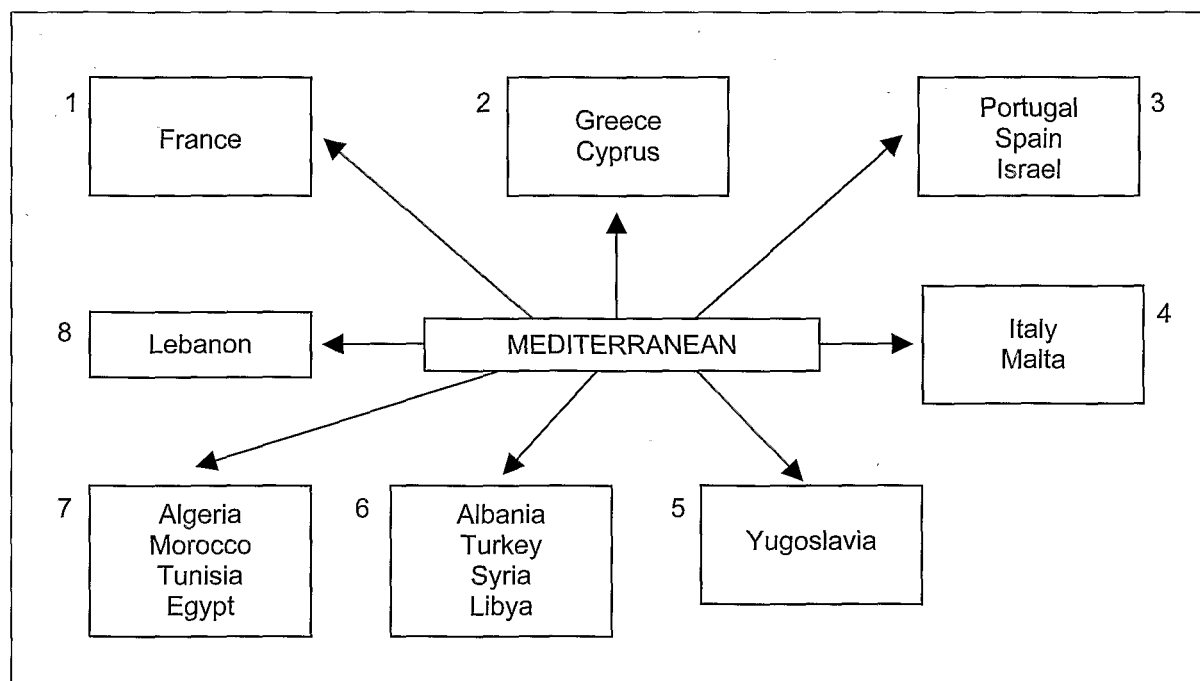 1
France
2
Greece
Cyprus
3
Portugal
Spain
Israel
8
Lebanon
MEDITERRANEAN
4
Italy
Malta
7
Algeria
Morocco
Tunisia
Egypt
6
Albania
Turkey
Syria
Libya
5
Yugoslavia